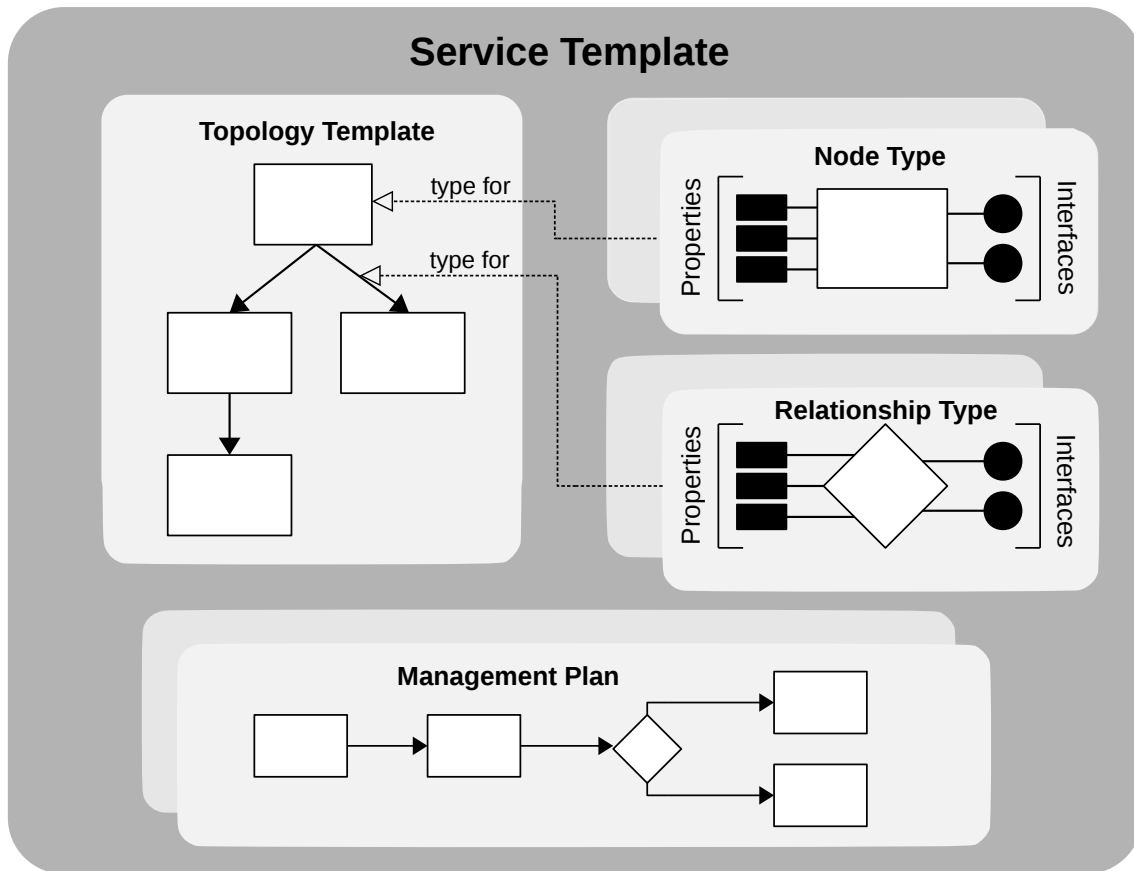 Service Template
Topology Template
type for
type for
Node Type
Properties
Interfaces
Relationship Type
Properties
Interfaces
Management Plan